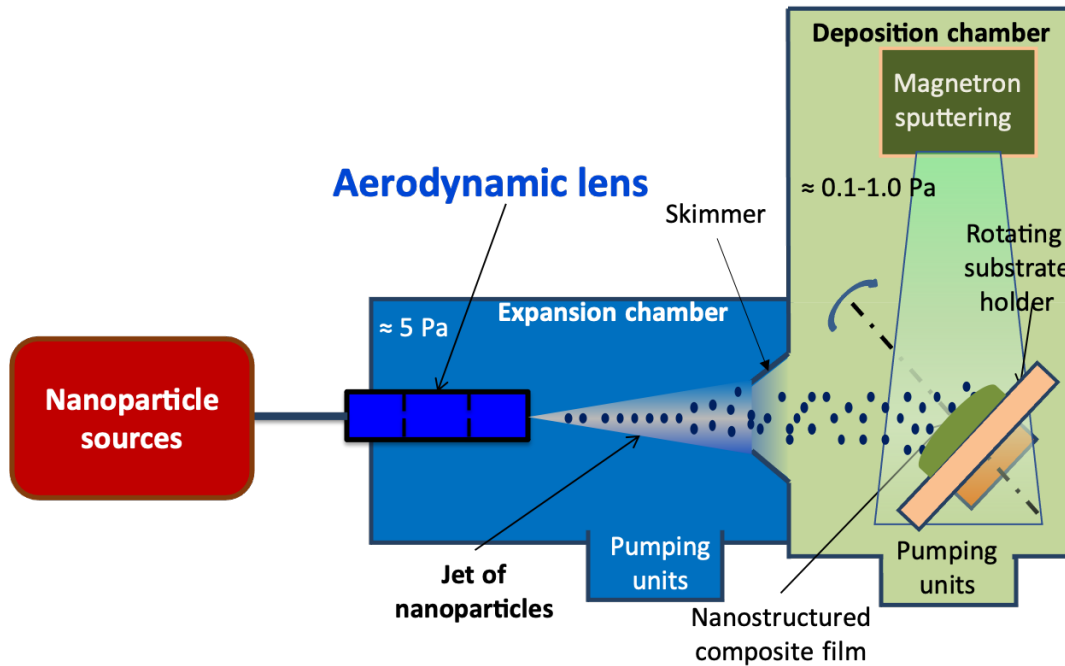 Deposition chamber
Magnetron
sputtering
Aerodynamic lens
≈ 0.1-1.0 Pa
Skimmer
Rotating
substrate
holder
≈ 5 Pa
Expansion chamber
Nanoparticle
sources
Pumping
units
Jet of
nanoparticles
Pumping
units
Nanostructured
composite film